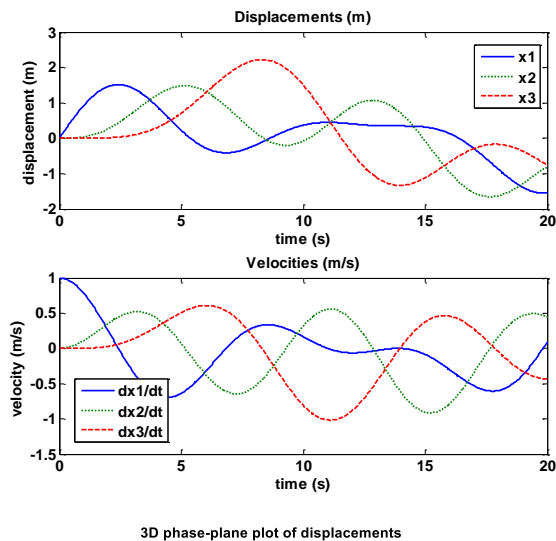 Displacements (m)
3
2
1
0
-1
-2
displacement (m)
x1
x2
x3
0 5 10 15 20
time (s)
Velocities (m/s)
1
0.5
0
-0.5
-1
-1.5
velocity (m/s)
dx1/dt
dx2/dt
dx3/dt
0 5 10 15 20
time (s)
3D phase-plane plot of displacements